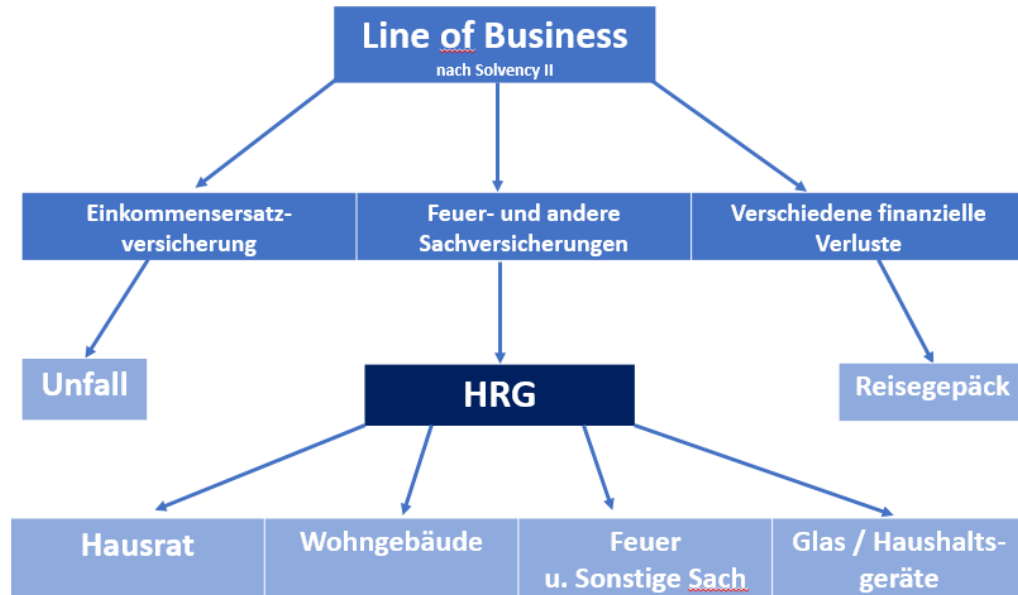 Line of Business
nach Solvency II
Einkommensersatz-
versicherung
Feuer- und andere
Sachversicherungen
Verschiedene finanzielle
Verluste
Unfall
HRG
Reisegepäck
Hausrat
Wohngebäude
Feuer
u. Sonstige Sach
Glas / Haushalts-
geräte